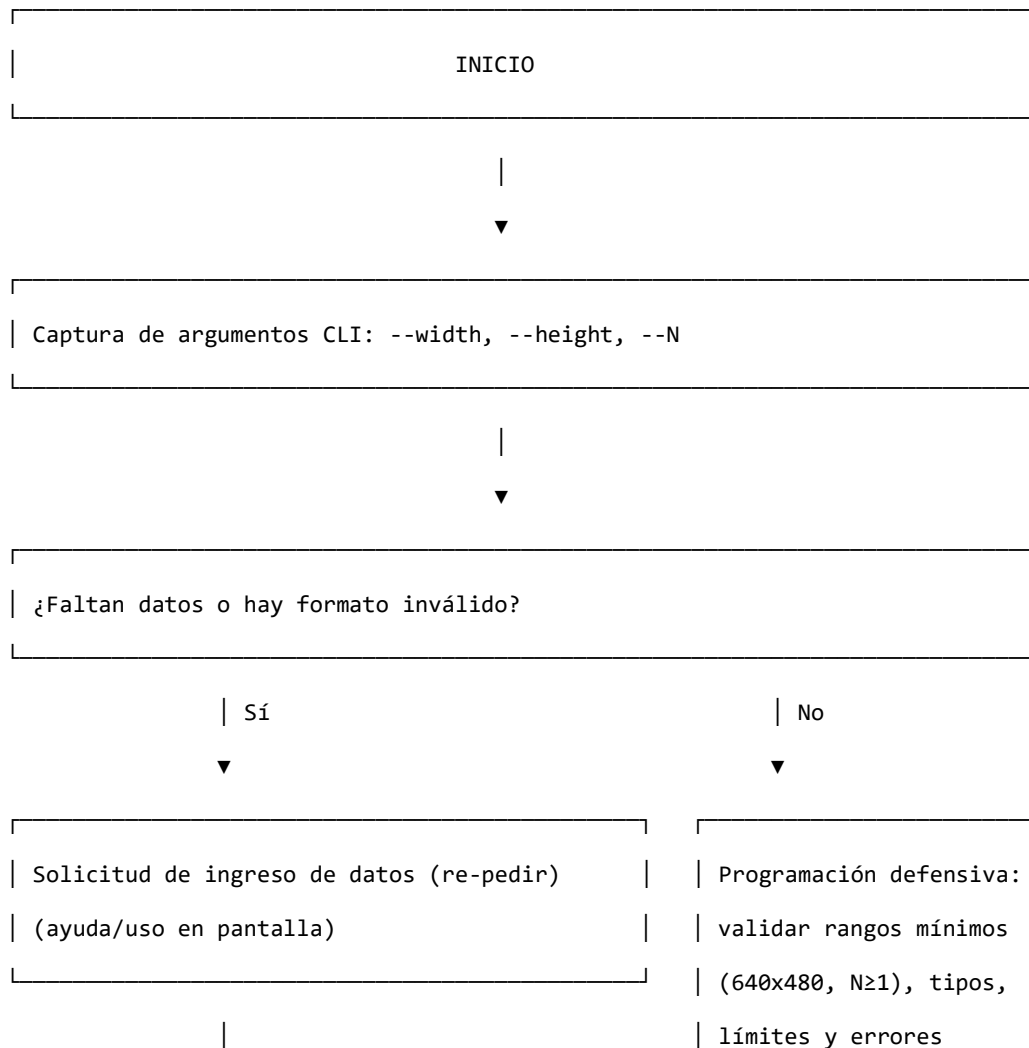 INICIO
Captura de argumentos CLI: --width, --height, --N
¿Faltan datos o hay formato inválido?
Sí
No
Solicitud de ingreso de datos (re-pedir)
(ayuda/uso en pantalla)
Programación defensiva:
validar rangos mínimos
(640x480, N≥1), tipos,
límites y errores